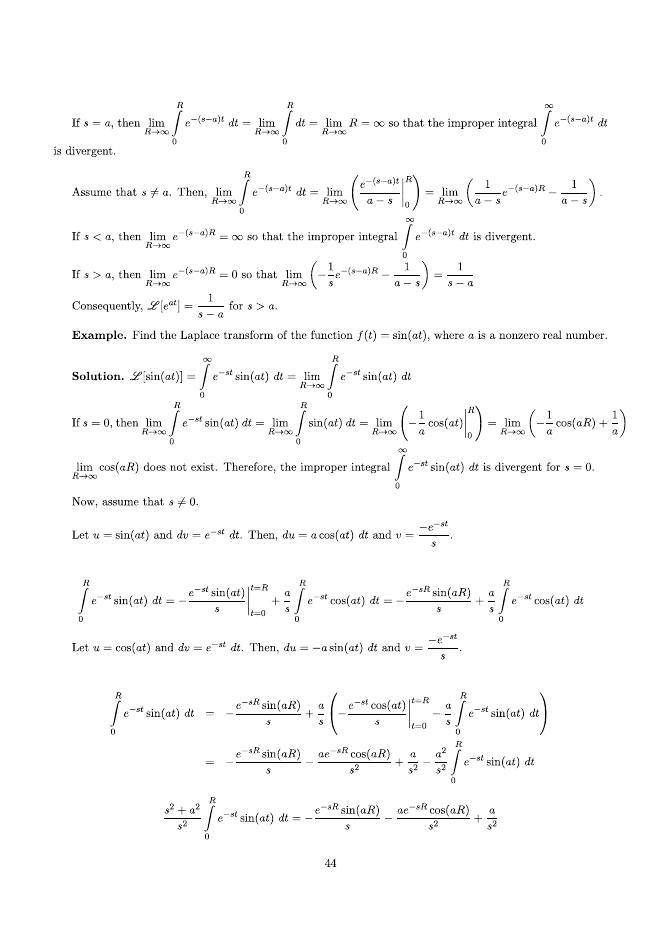 If s = a, then lim_{R→∞} ∫_0^R e^{−(s−a)t} dt = lim_{R→∞} ∫_0^R dt = lim_{R→∞} R = ∞ so that the improper integral ∫_0^∞ e^{−(s−a)t} dt
is divergent.
Assume that s ≠ a. Then, lim_{R→∞} ∫_0^R e^{−(s−a)t} dt = lim_{R→∞} ( e^{−(s−a)t}/(a − s) |_0^R ) = lim_{R→∞} ( 1/(a − s) e^{−(s−a)R} − 1/(a − s) ) .
If s < a, then lim_{R→∞} e^{−(s−a)R} = ∞ so that the improper integral ∫_0^∞ e^{−(s−a)t} dt is divergent.
If s > a, then lim_{R→∞} e^{−(s−a)R} = 0 so that lim_{R→∞} ( −1/s e^{−(s−a)R} − 1/(a − s) ) = 1/(s − a)
Consequently, ℒ[e^{at}] = 1/(s − a) for s > a.
Example. Find the Laplace transform of the function f(t) = sin(at), where a is a nonzero real number.
Solution. ℒ[sin(at)] = ∫_0^∞ e^{−st} sin(at) dt = lim_{R→∞} ∫_0^R e^{−st} sin(at) dt
If s = 0, then lim_{R→∞} ∫_0^R e^{−st} sin(at) dt = lim_{R→∞} ∫_0^R sin(at) dt = lim_{R→∞} ( −1/a cos(at) |_0^R ) = lim_{R→∞} ( −1/a cos(aR) + 1/a )
lim_{R→∞} cos(aR) does not exist. Therefore, the improper integral ∫_0^∞ e^{−st} sin(at) dt is divergent for s = 0.
Now, assume that s ≠ 0.
Let u = sin(at) and dv = e^{−st} dt. Then, du = a cos(at) dt and v = −e^{−st}/s.
∫_0^R e^{−st} sin(at) dt = − e^{−st} sin(at)/s |_{t=0}^{t=R} + a/s ∫_0^R e^{−st} cos(at) dt = − e^{−sR} sin(aR)/s + a/s ∫_0^R e^{−st} cos(at) dt
Let u = cos(at) and dv = e^{−st} dt. Then, du = −a sin(at) dt and v = −e^{−st}/s.
∫_0^R e^{−st} sin(at) dt = − e^{−sR} sin(aR)/s + a/s ( − e^{−st} cos(at)/s |_{t=0}^{t=R} − a/s ∫_0^R e^{−st} sin(at) dt )
= − e^{−sR} sin(aR)/s − ae^{−sR} cos(aR)/s² + a/s² − a²/s² ∫_0^R e^{−st} sin(at) dt
(s² + a²)/s² ∫_0^R e^{−st} sin(at) dt = − e^{−sR} sin(aR)/s − ae^{−sR} cos(aR)/s² + a/s²
44